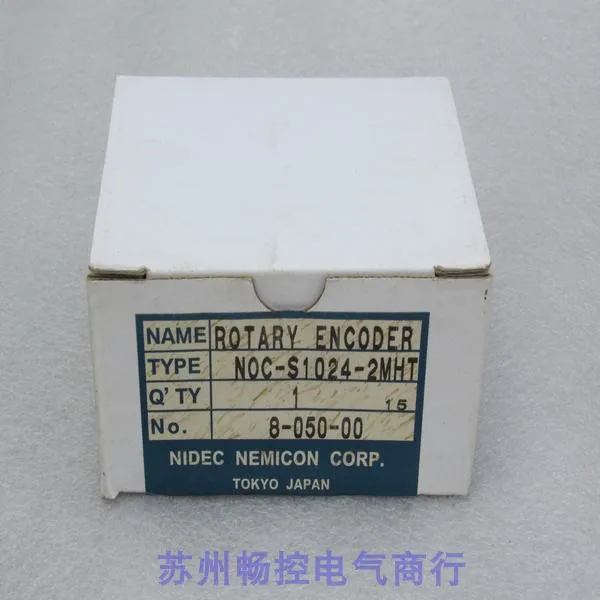 NAME ROTARY ENCODER
TYPE NOC-S1024-2MHT
Q'TY 1 15
No. 8-050-00
NIDEC NEMICON CORP.
TOKYO JAPAN
苏州畅控电气商行